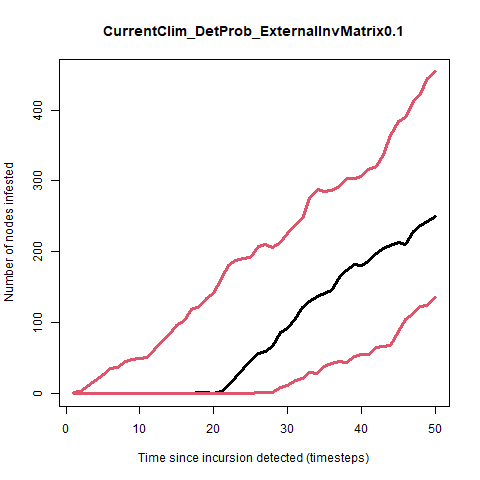 CurrentClim_DetProb_ExternalInvMatrix0.1
Number of nodes infested
400
300
200
100
0
0 10 20 30 40 50
Time since incursion detected (timesteps)